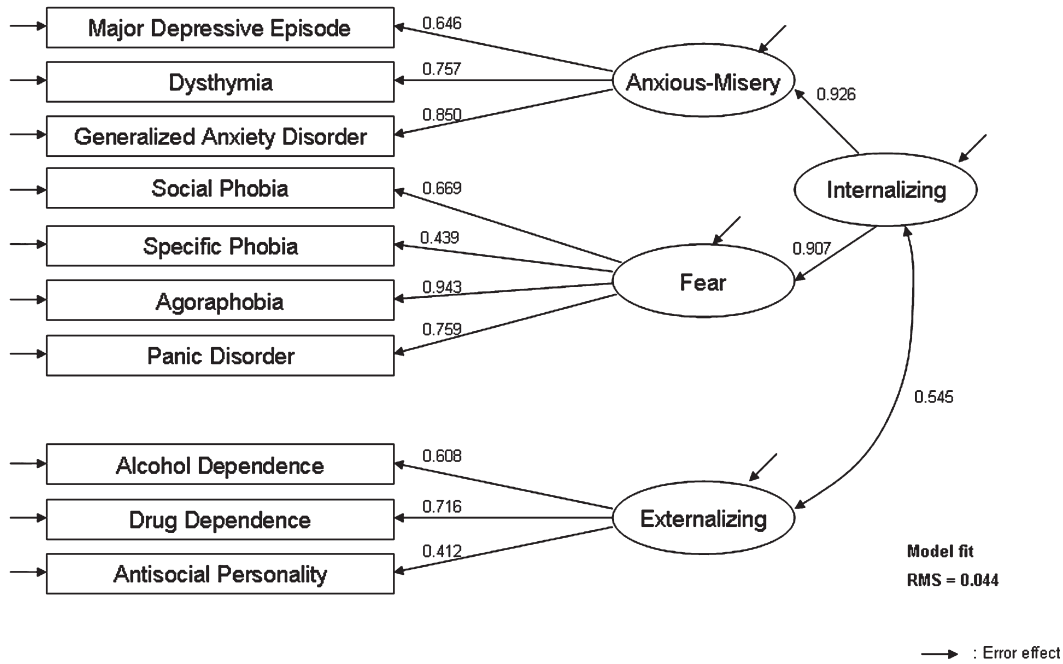 Major Depressive Episode
0.646
Dysthymia
0.757
Anxious-Misery
0.926
Generalized Anxiety Disorder
0.850
Social Phobia
0.669
Internalizing
Specific Phobia
0.439
0.907
Agoraphobia
0.943
Fear
Panic Disorder
0.759
0.545
Alcohol Dependence
0.608
Drug Dependence
0.716
Externalizing
Antisocial Personality
0.412
Model fit
RMS = 0.044
: Error effect